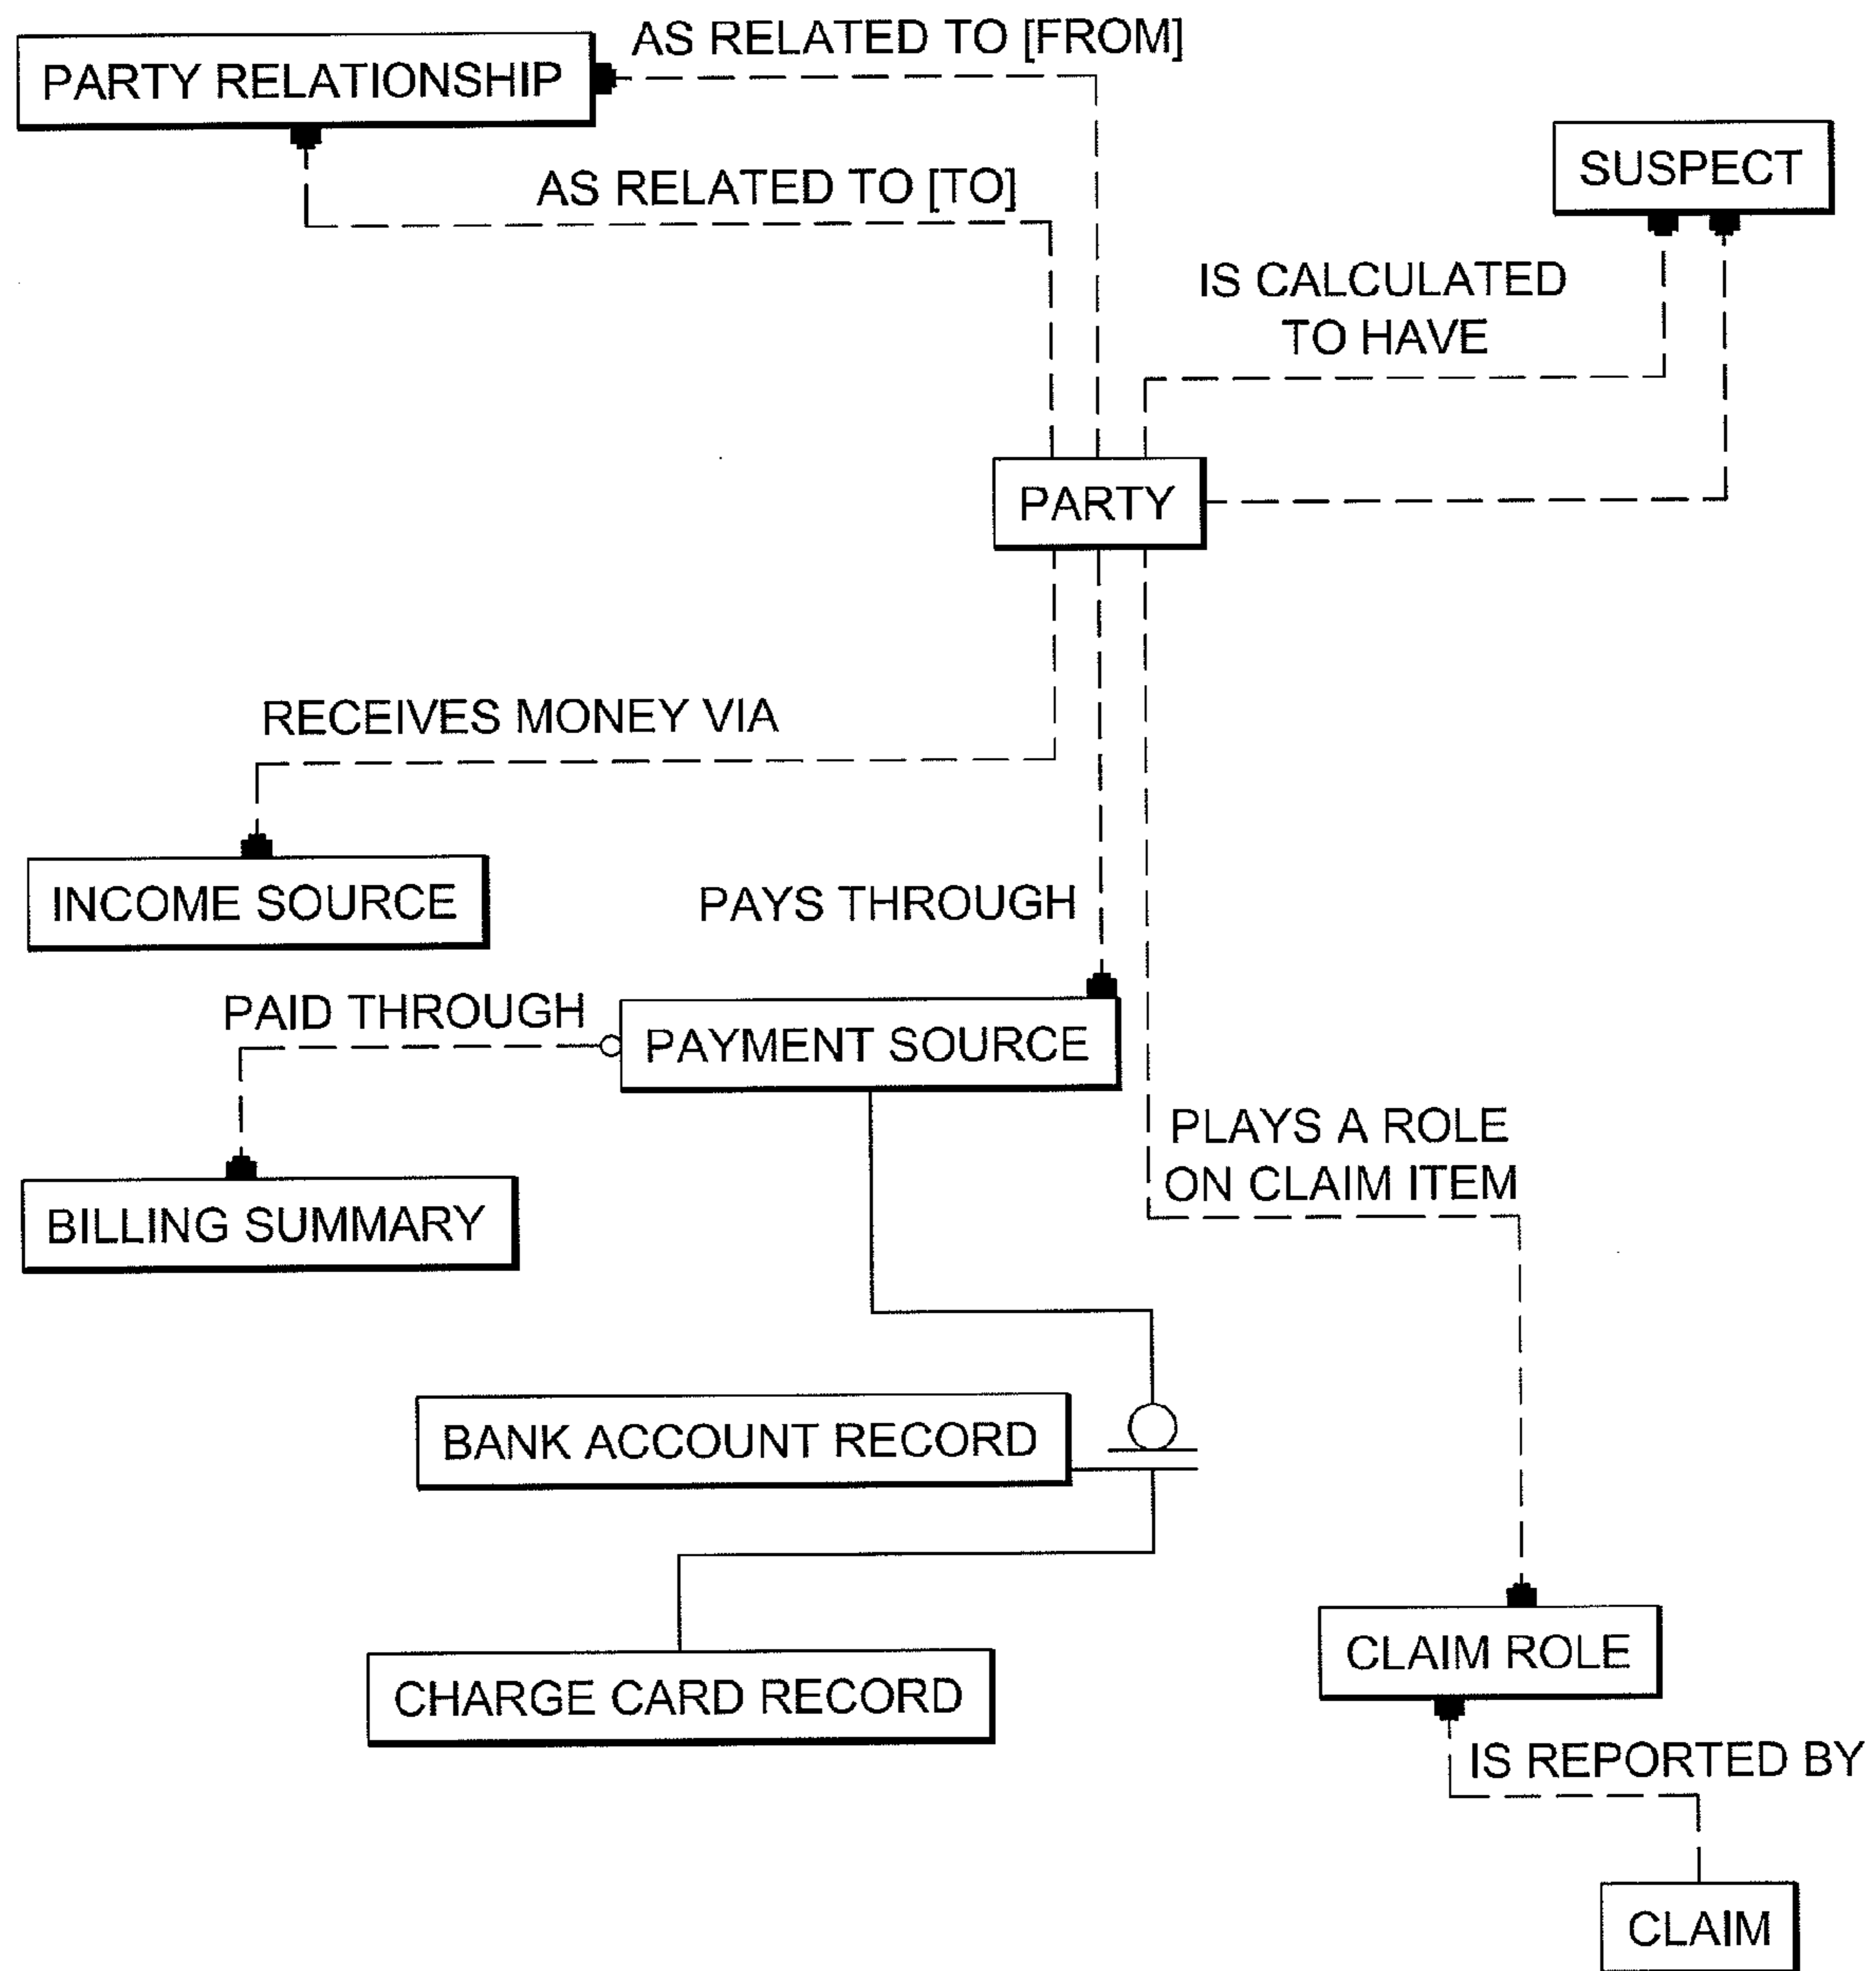 AS RELATED TO [FROM]
PARTY RELATIONSHIP
SUSPECT
AS RELATED TO [TO]
IS CALCULATED
TO HAVE
PARTY
RECEIVES MONEY VIA
INCOME SOURCE
PAYS THROUGH
PAID THROUGH
PAYMENT SOURCE
PLAYS A ROLE
ON CLAIM ITEM
BILLING SUMMARY
BANK ACCOUNT RECORD
CLAIM ROLE
CHARGE CARD RECORD
IS REPORTED BY
CLAIM